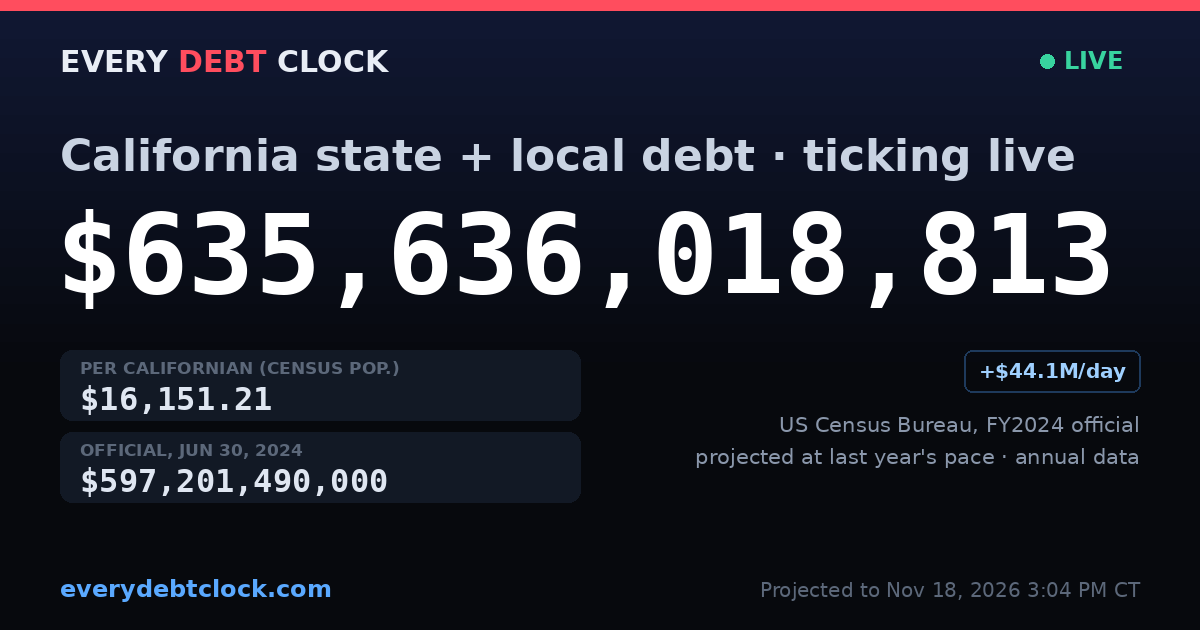 EVERY DEBT CLOCK
● LIVE
California state + local debt · ticking live
$635,636,018,813
PER CALIFORNIAN (CENSUS POP.)
$16,151.21
OFFICIAL, JUN 30, 2024
$597,201,490,000
+$44.1M/day
US Census Bureau, FY2024 official
projected at last year's pace · annual data
everydebtclock.com
Projected to Nov 18, 2026 3:04 PM CT